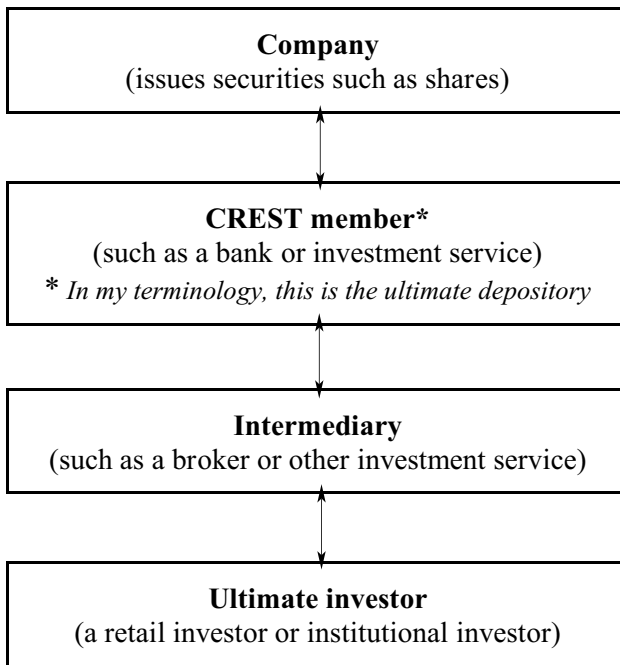 Company
(issues securities such as shares)
CREST member*
(such as a bank or investment service)
* In my terminology, this is the ultimate depository
Intermediary
(such as a broker or other investment service)
Ultimate investor
(a retail investor or institutional investor)